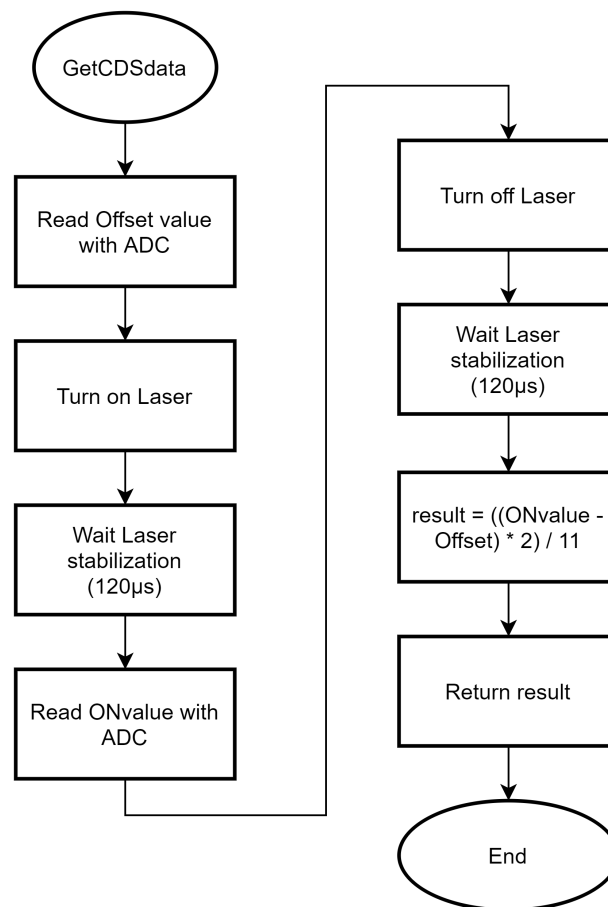 GetCDSdata
Read Offset value
with ADC
Turn on Laser
Wait Laser
stabilization
(120µs)
Read ONvalue with
ADC
Turn off Laser
Wait Laser
stabilization
(120µs)
result = ((ONvalue -
Offset) * 2) / 11
Return result
End